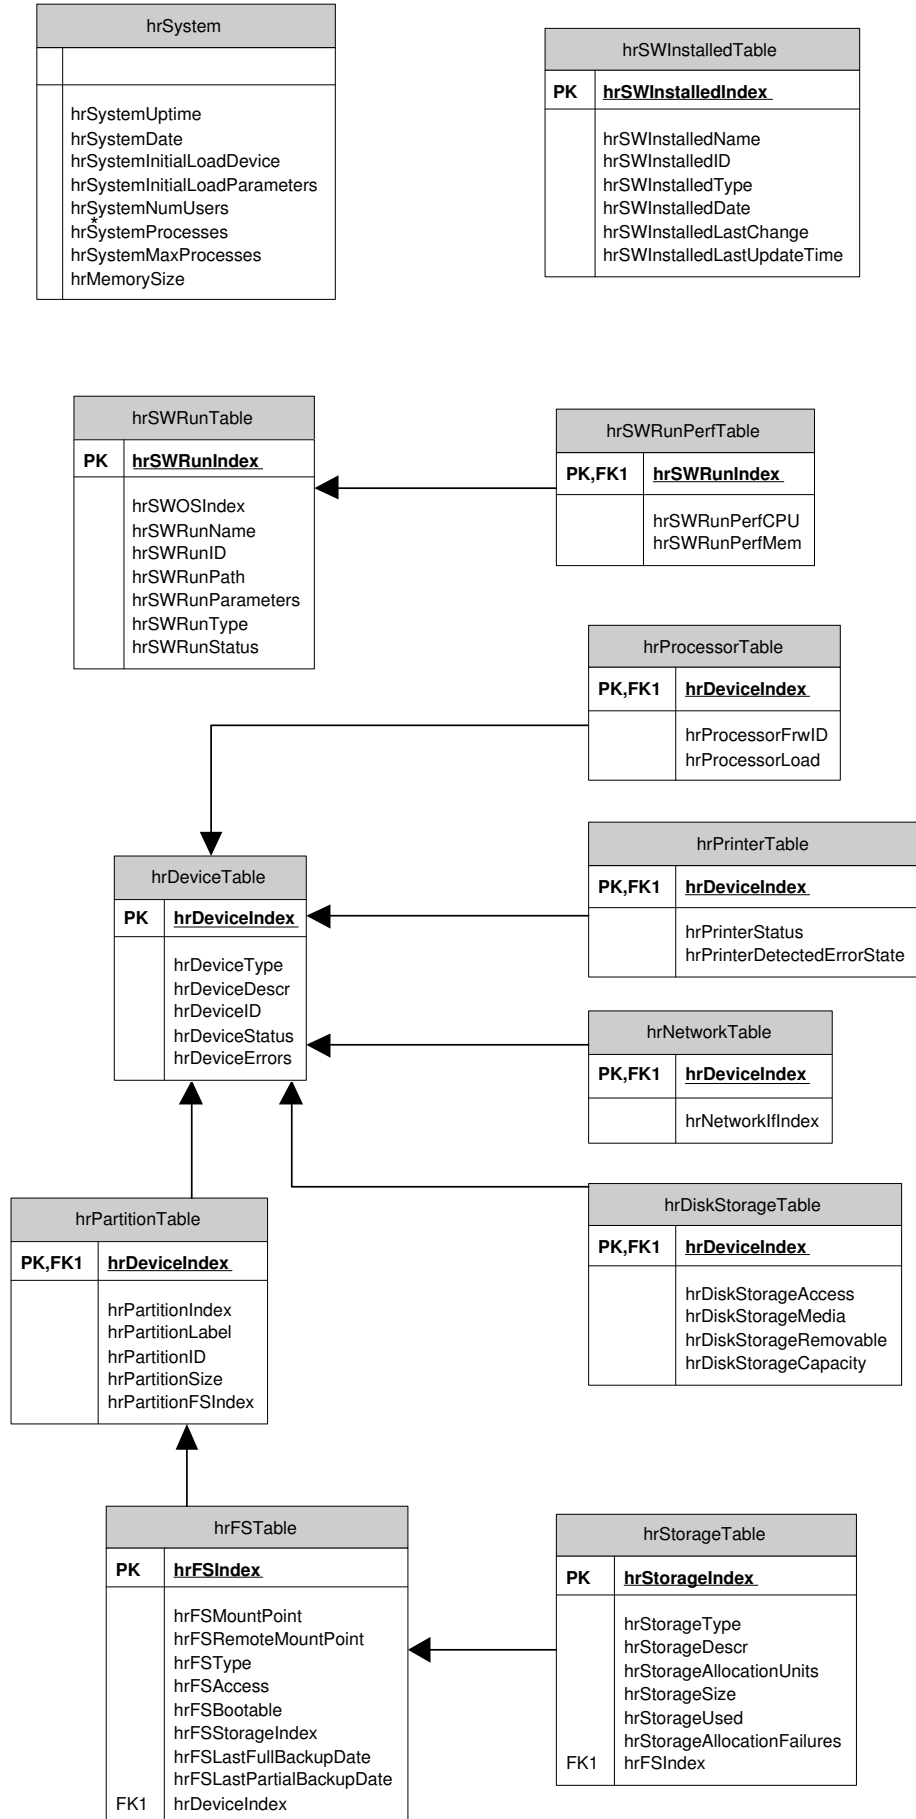 hrSystem
hrSystemUptime
hrSystemDate
hrSystemInitialLoadDevice
hrSystemInitialLoadParameters
hrSystemNumUsers
*
hrSystemProcesses
hrSystemMaxProcesses
hrMemorySize
hrSWInstalledTable
PK hrSWInstalledIndex
hrSWInstalledName
hrSWInstalledID
hrSWInstalledType
hrSWInstalledDate
hrSWInstalledLastChange
hrSWInstalledLastUpdateTime
hrSWRunTable
PK hrSWRunIndex
hrSWOSIndex
hrSWRunName
hrSWRunID
hrSWRunPath
hrSWRunParameters
hrSWRunType
hrSWRunStatus
hrSWRunPerfTable
PK,FK1 hrSWRunIndex
hrSWRunPerfCPU
hrSWRunPerfMem
hrProcessorTable
PK,FK1 hrDeviceIndex
hrProcessorFrwID
hrProcessorLoad
hrDeviceTable
PK hrDeviceIndex
hrDeviceType
hrDeviceDescr
hrDeviceID
hrDeviceStatus
hrDeviceErrors
hrPrinterTable
PK,FK1 hrDeviceIndex
hrPrinterStatus
hrPrinterDetectedErrorState
hrNetworkTable
PK,FK1 hrDeviceIndex
hrNetworkIfIndex
hrPartitionTable
PK,FK1 hrDeviceIndex
hrPartitionIndex
hrPartitionLabel
hrPartitionID
hrPartitionSize
hrPartitionFSIndex
hrDiskStorageTable
PK,FK1 hrDeviceIndex
hrDiskStorageAccess
hrDiskStorageMedia
hrDiskStorageRemovable
hrDiskStorageCapacity
hrFSTable
PK hrFSIndex
hrFSMountPoint
hrFSRemoteMountPoint
hrFSType
hrFSAccess
hrFSBootable
hrFSStorageIndex
hrFSLastFullBackupDate
hrFSLastPartialBackupDate
FK1 hrDeviceIndex
hrStorageTable
PK hrStorageIndex
hrStorageType
hrStorageDescr
hrStorageAllocationUnits
hrStorageSize
hrStorageUsed
hrStorageAllocationFailures
FK1 hrFSIndex